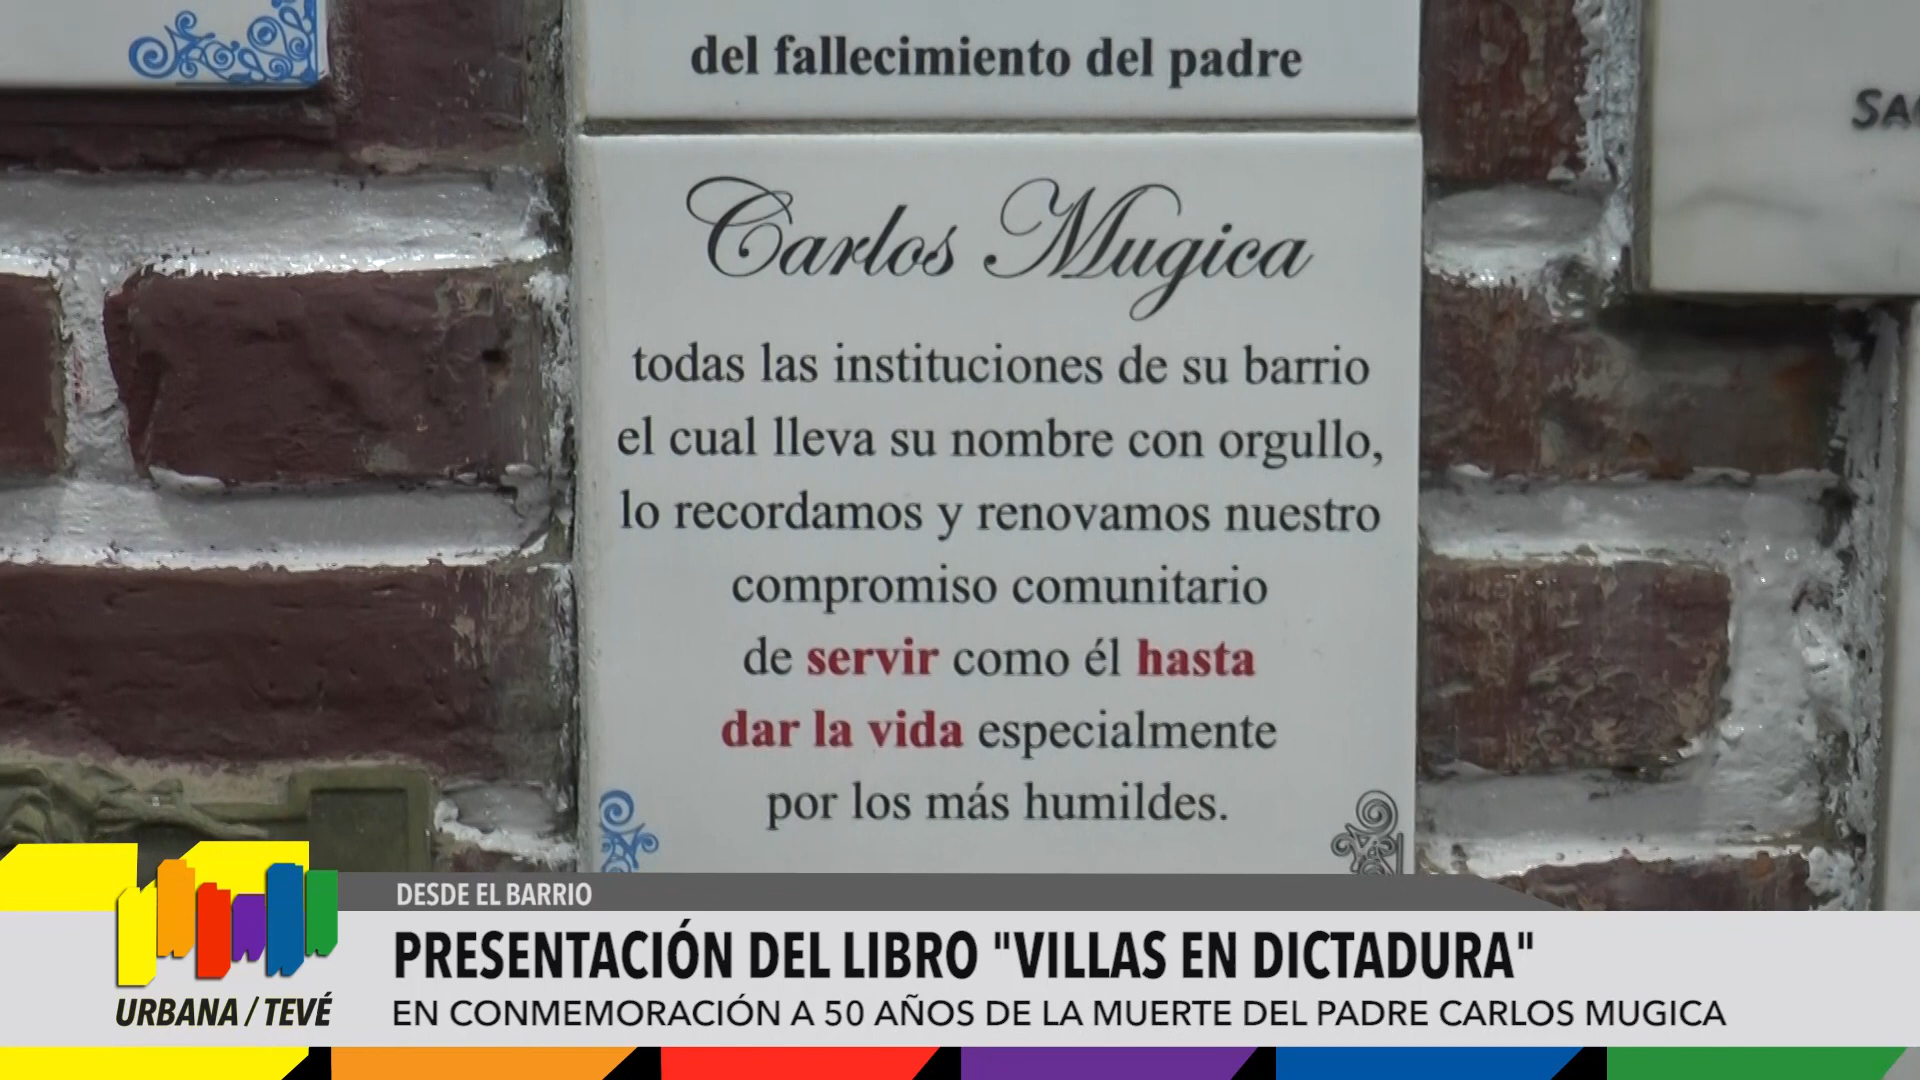 del fallecimiento del padre
Carlos Mugica
todas las instituciones de su barrio
el cual lleva su nombre con orgullo,
lo recordamos y renovamos nuestro
compromiso comunitario
de servir como él hasta
dar la vida especialmente
por los más humildes.
DESDE EL BARRIO
PRESENTACIÓN DEL LIBRO "VILLAS EN DICTADURA"
EN CONMEMORACIÓN A 50 AÑOS DE LA MUERTE DEL PADRE CARLOS MUGICA
URBANA / TEVÉ